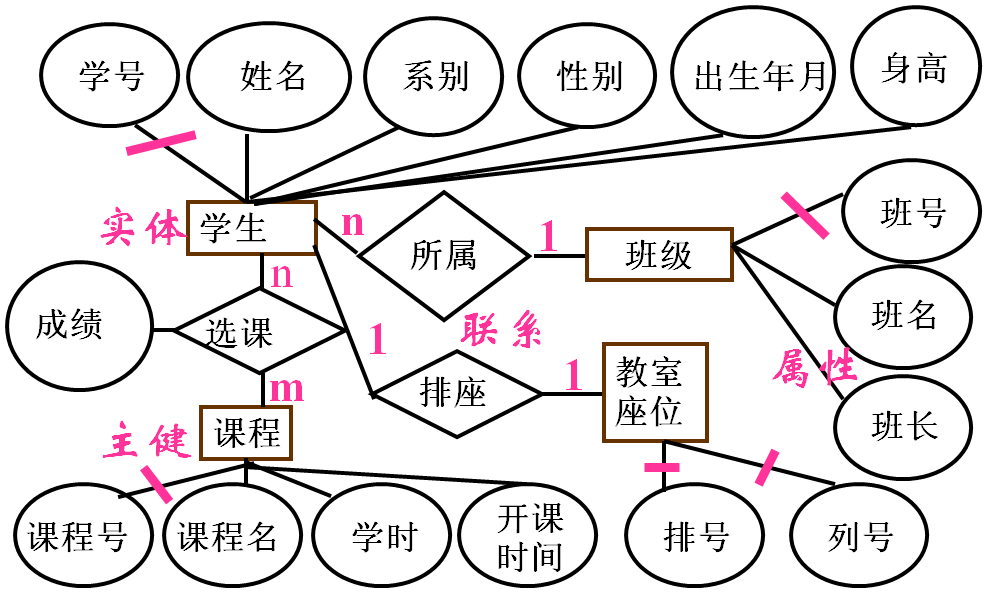 学号
姓名
系别
性别
出生年月
身高
实体
学生
n
所属
1
班级
班号
n
班名
成绩
选课
1
联系
排座
1
教室
座位
属性
班长
m
主健
课程
课程号
课程名
学时
开课
时间
排号
列号